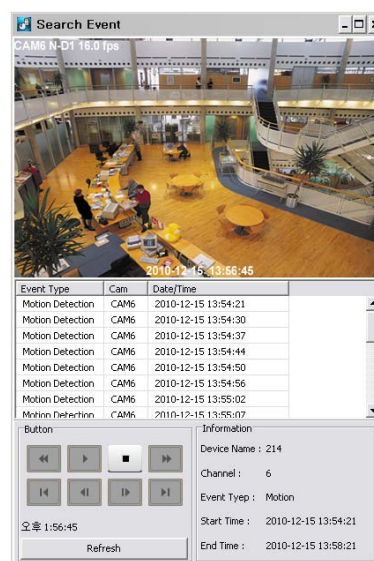 Search Event
CAM6 N-D1 16.0 fps
2010-12-15 13:56:45
Event Type Cam Date/Time
Motion Detection CAM6 2010-12-15 13:54:21
Motion Detection CAM6 2010-12-15 13:54:30
Motion Detection CAM6 2010-12-15 13:54:37
Motion Detection CAM6 2010-12-15 13:54:44
Motion Detection CAM6 2010-12-15 13:54:50
Motion Detection CAM6 2010-12-15 13:54:56
Motion Detection CAM6 2010-12-15 13:55:02
Motion Detection CAM6 2010-12-15 13:55:07
Button
오후 1:56:45
Refresh
Information
Device Name : 214
Channel : 6
Event Tyep : Motion
Start Time : 2010-12-15 13:54:21
End Time : 2010-12-15 13:58:21